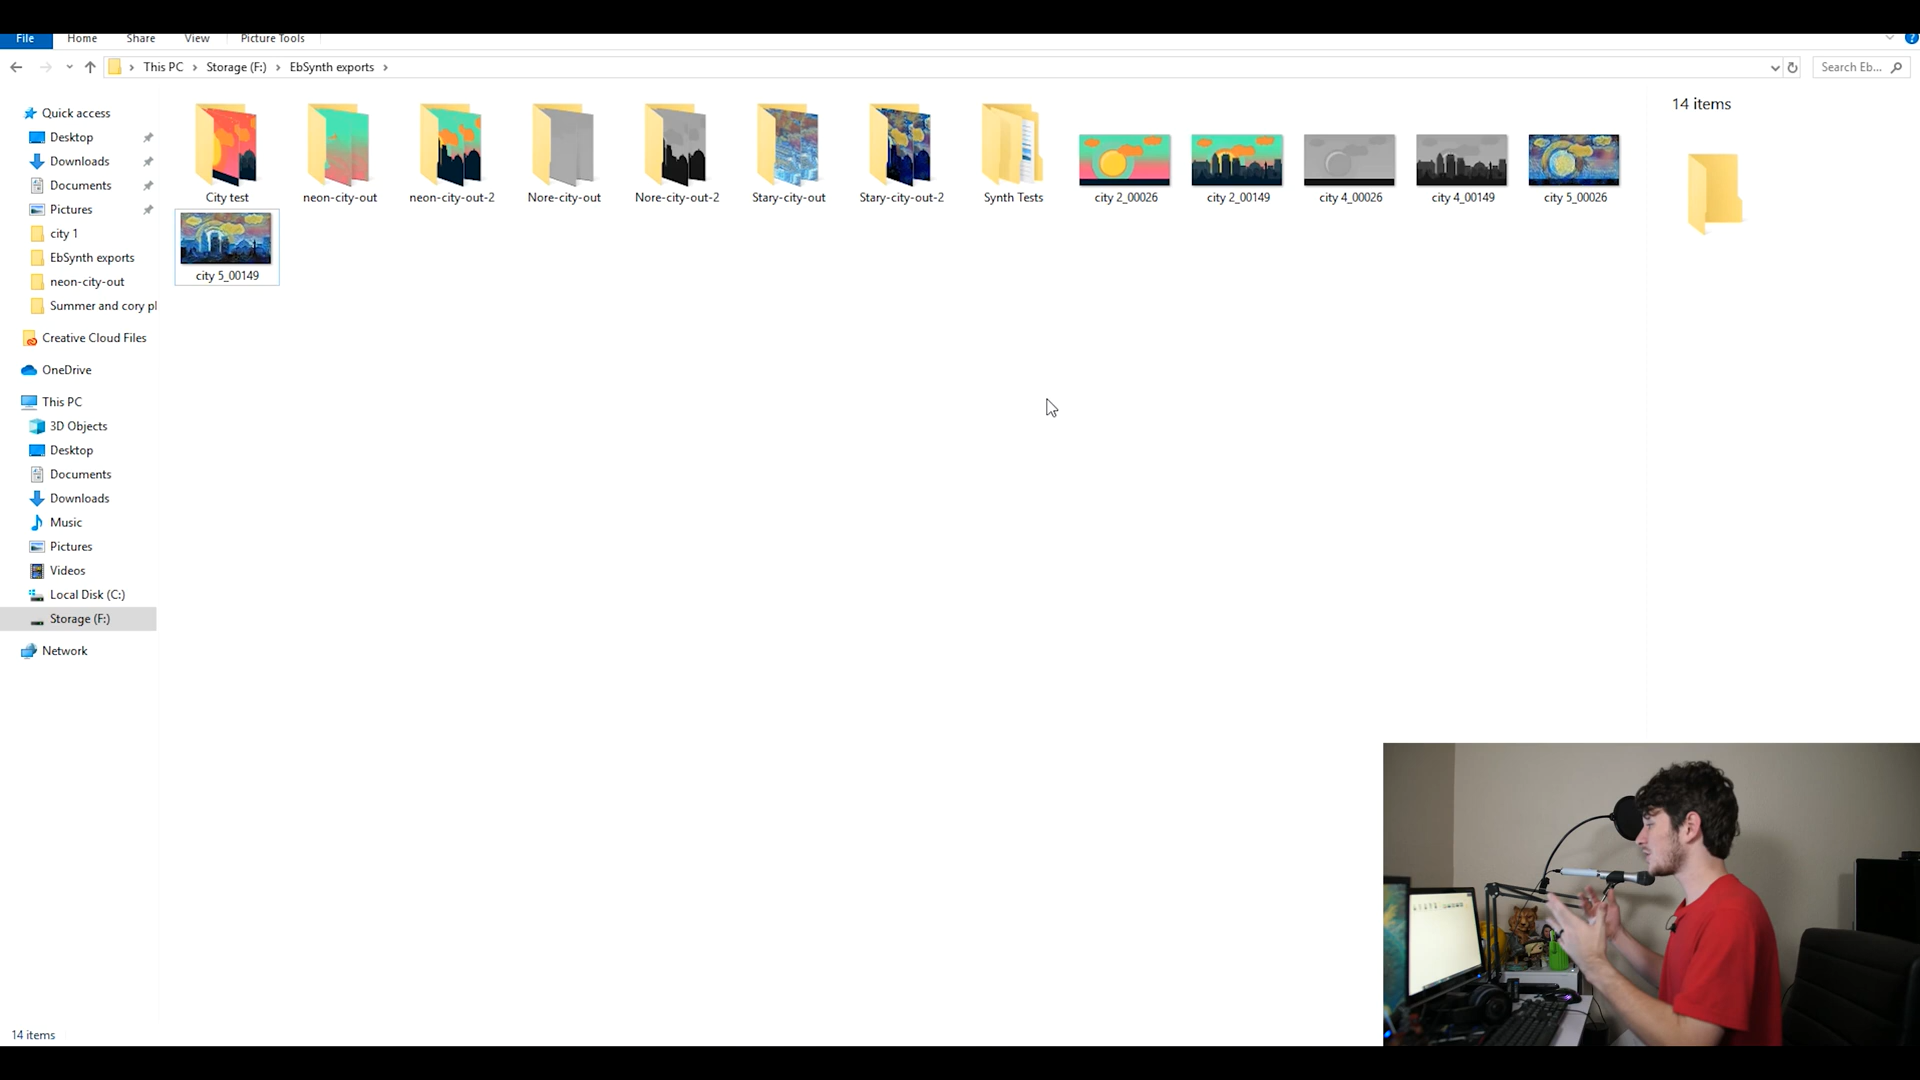 File Home Share View Picture Tools
This PC Storage (F:) EbSynth exports
Search Eb...
Quick access
Desktop
Downloads
Documents
Pictures
city 1
EbSynth exports
neon-city-out
Summer and cory pl
Creative Cloud Files
OneDrive
This PC
3D Objects
Desktop
Documents
Downloads
Music
Pictures
Videos
Local Disk (C:)
Storage (F:)
Network
City test
neon-city-out
neon-city-out-2
Nore-city-out
Nore-city-out-2
Stary-city-out
Stary-city-out-2
Synth Tests
city 2_00026
city 2_00149
city 4_00026
city 4_00149
city 5_00026
city 5_00149
14 items
14 items